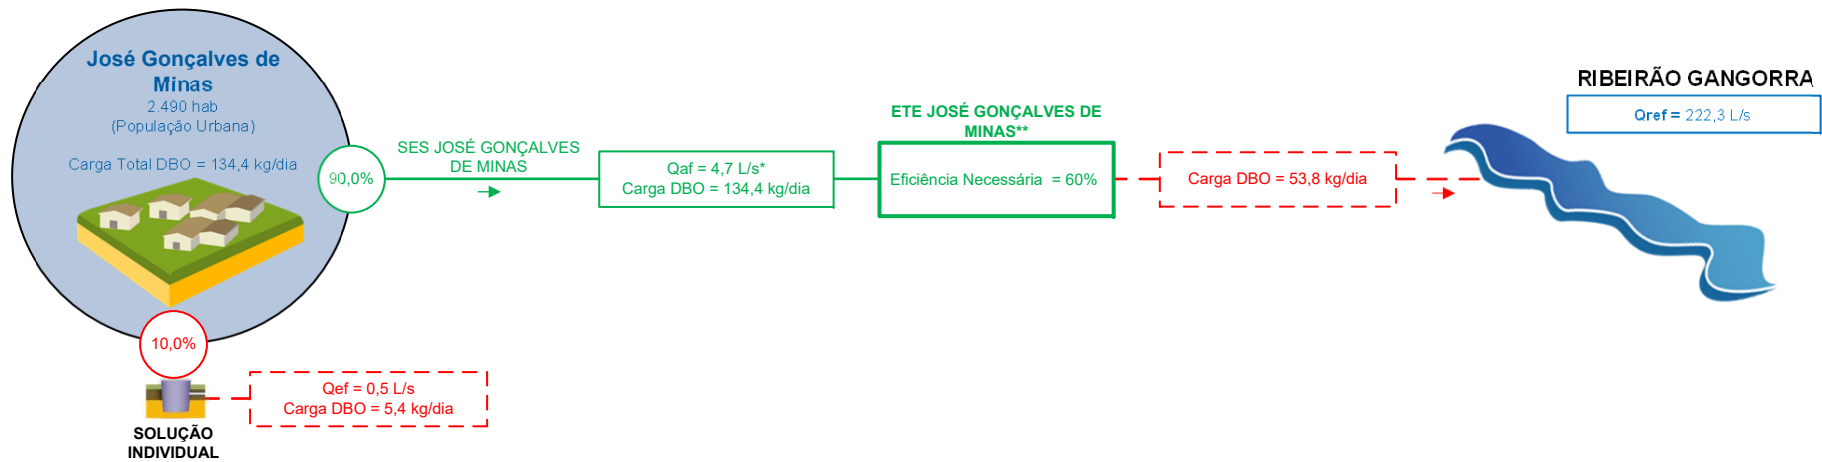 José Gonçalves de
Minas
2.490 hab
(População Urbana)
Carga Total DBO = 134,4 kg/dia
90,0%
SES JOSÉ GONÇALVES
DE MINAS
Qaf = 4,7 L/s*
Carga DBO = 134,4 kg/dia
ETE JOSÉ GONÇALVES DE
MINAS**
Eficiência Necessária = 60%
Carga DBO = 53,8 kg/dia
RIBEIRÃO GANGORRA
Qref = 222,3 L/s
10,0%
Qef = 0,5 L/s
Carga DBO = 5,4 kg/dia
SOLUÇÃO
INDIVIDUAL